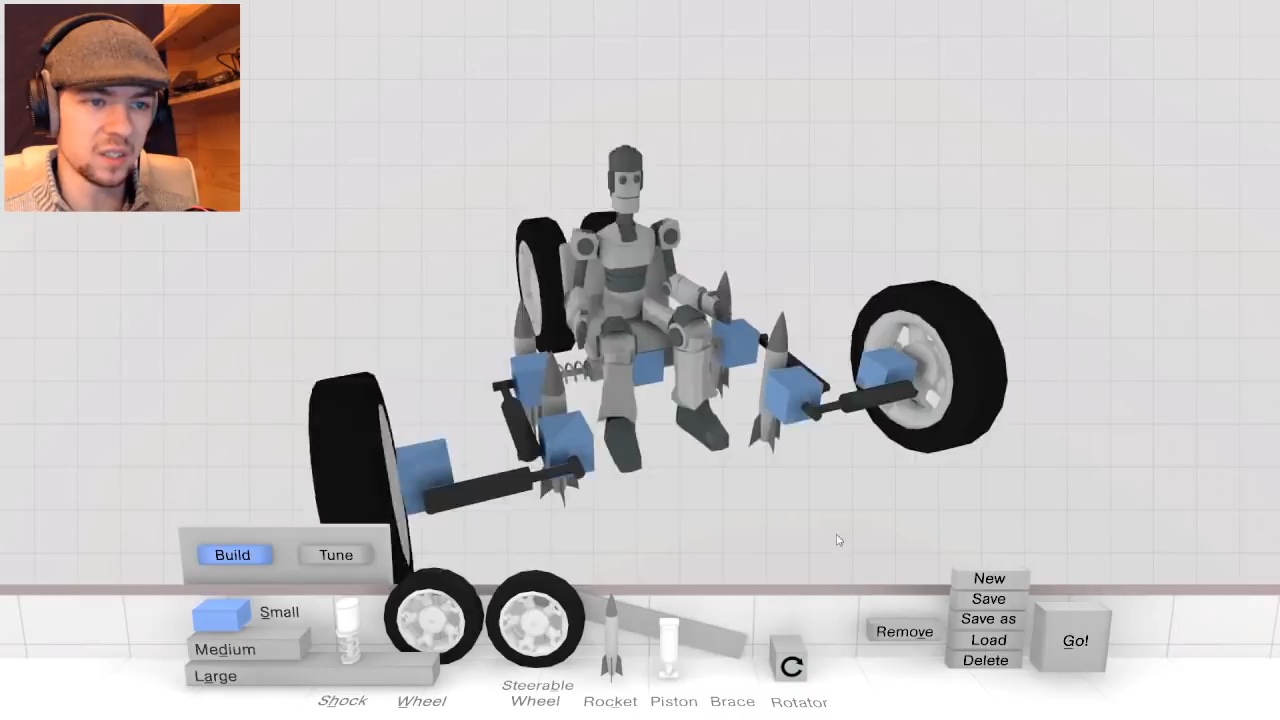 Build
Tune
New
Small
Save
Save as
Remove
Load
Go!
Medium
Delete
Large
Shock
Wheel
Steerable
Wheel
Rocket
Piston
Brace
Rotator